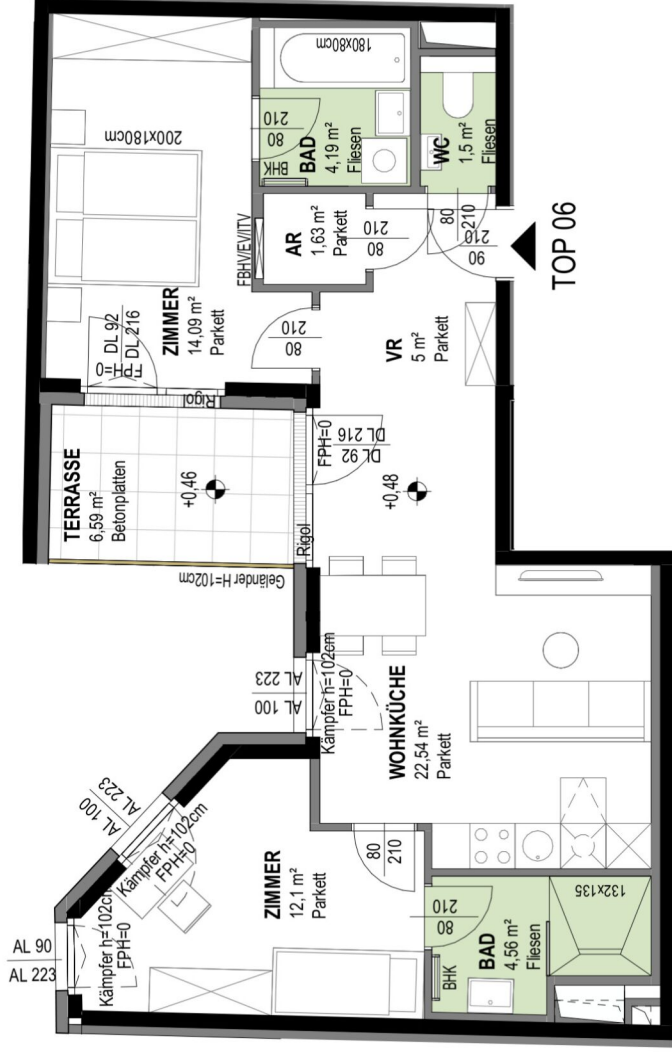 180x80cm
200x180cm
210
80
BHK
BAD
4,19 m²
Fliesen
WC
1,5 m²
Fliesen
80
210
210
90
TOP 06
FBHV/EV/ITV
AR
1,63 m²
Parkett
210
80
ZIMMER
14,09 m²
Parkett
DL 92
DL 216
FPH=0
Rigol
210
80
VR
5 m²
Parkett
TERRASSE
6,59 m²
Betonplatten
+0,46
Rigol
Geländer H=102cm
FPH=0
DL 216
DL 92
+0,48
AL 223
AL 100
Kämpfer h=102cm
FPH=0
WOHNKÜCHE
22,54 m²
Parkett
AL 223
AL 100
Kämpfer h=102cm
FPH=0
AL 90
AL 223
Kämpfer h=102cm
FPH=0
ZIMMER
12,1 m²
Parkett
80
210
210
80
BHK
BAD
4,56 m²
Fliesen
132x135